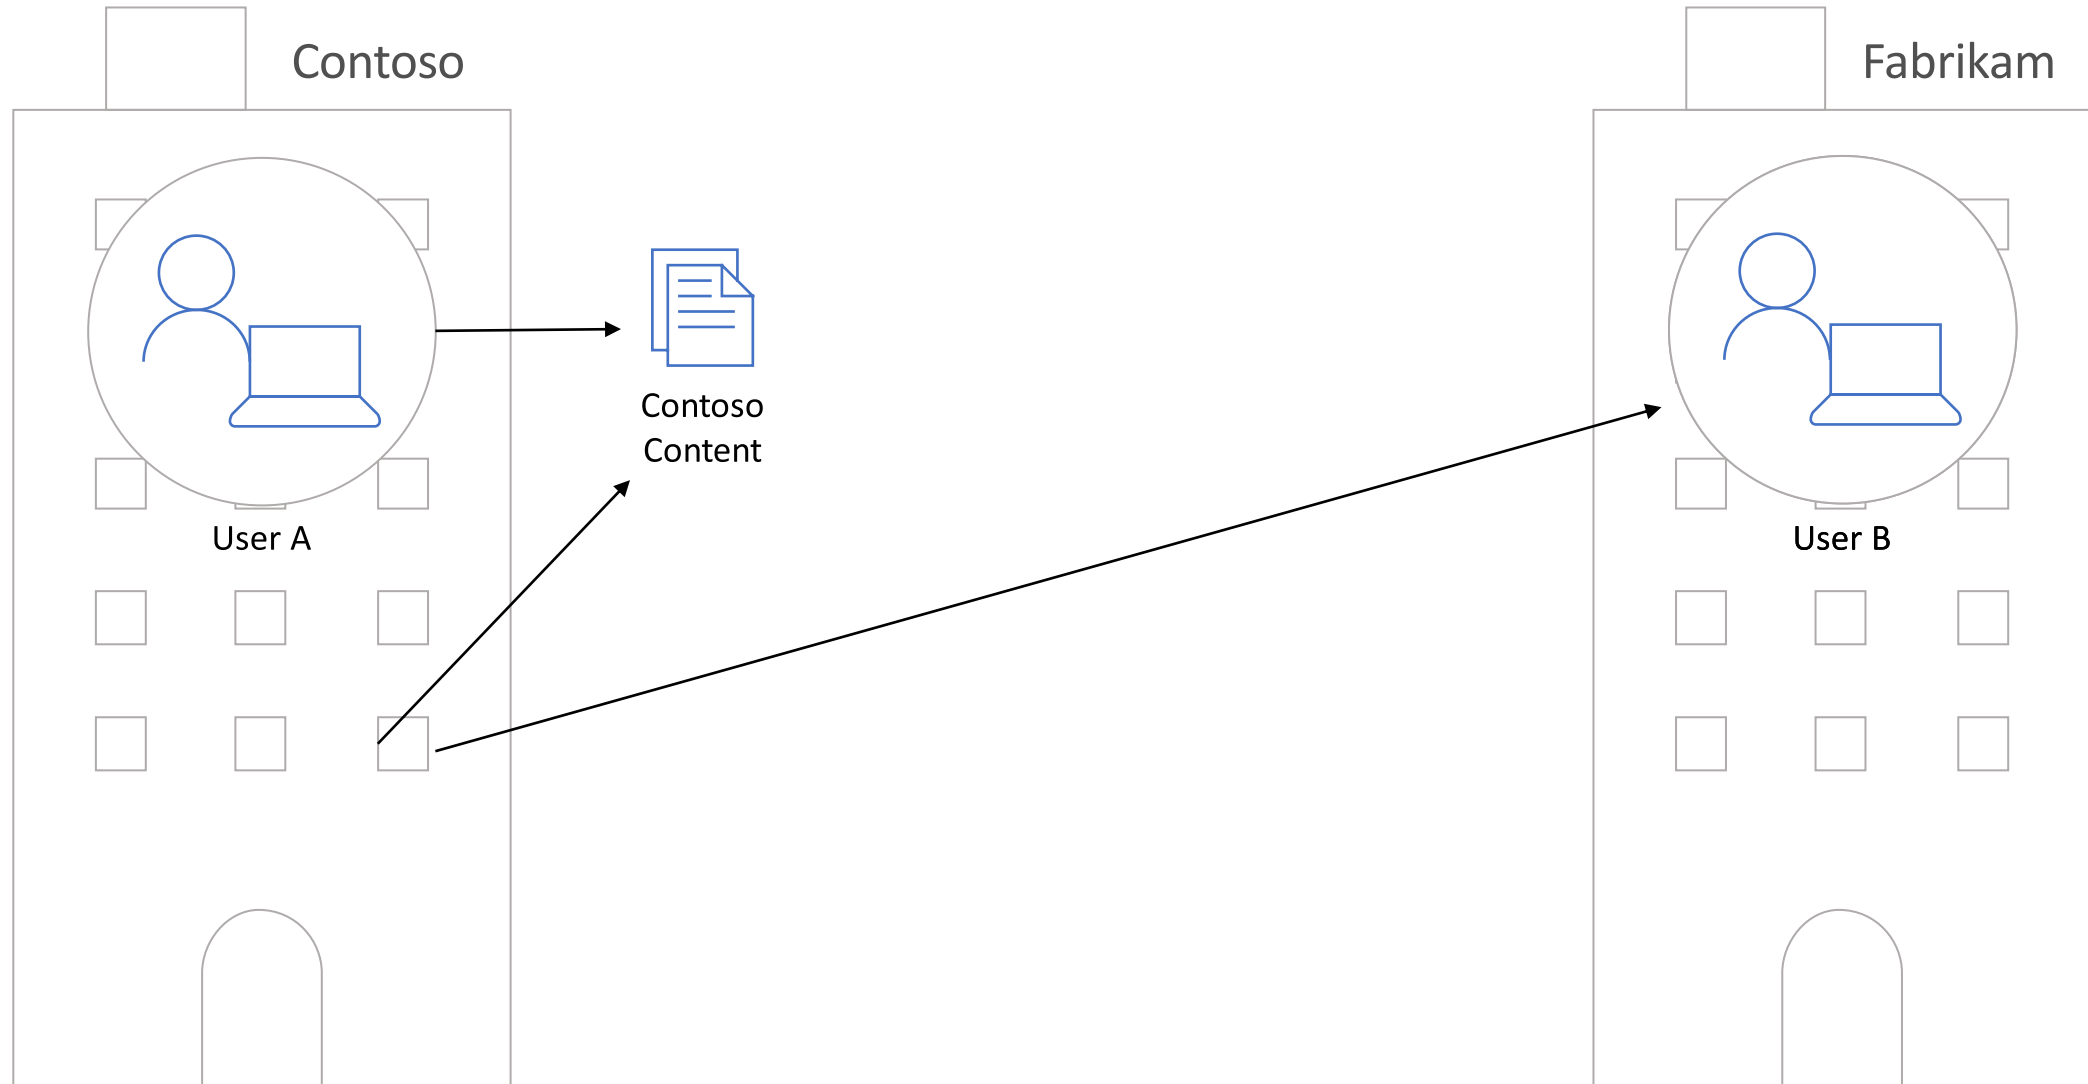 Contoso
Fabrikam
Contoso
Content
User A
User B